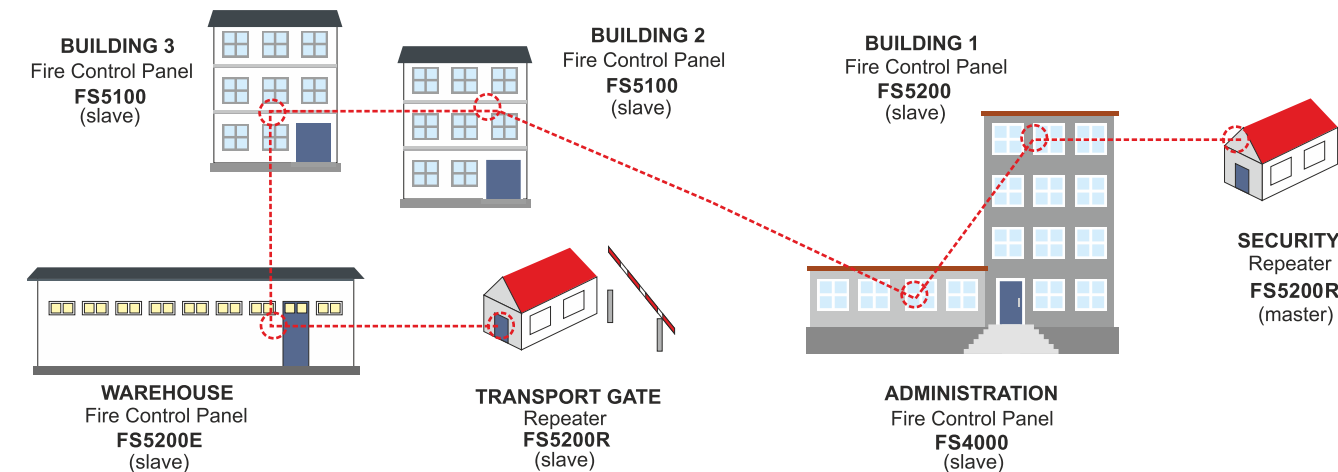 BUILDING 3
Fire Control Panel
FS5100
(slave)
BUILDING 2
Fire Control Panel
FS5100
(slave)
BUILDING 1
Fire Control Panel
FS5200
(slave)
SECURITY
Repeater
FS5200R
(master)
WAREHOUSE
Fire Control Panel
FS5200E
(slave)
TRANSPORT GATE
Repeater
FS5200R
(slave)
ADMINISTRATION
Fire Control Panel
FS4000
(slave)